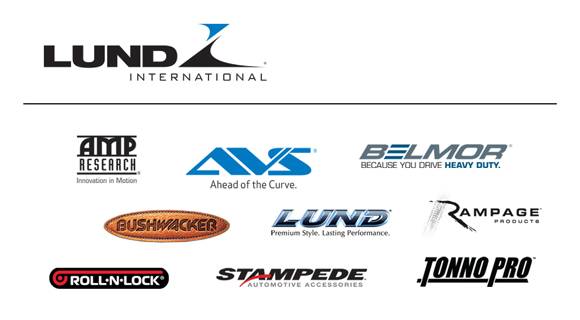 LUND
INTERNATIONAL
AMP
RESEARCH
Innovation in Motion
AVS
Ahead of the Curve.
BELMOR
BECAUSE YOU DRIVE HEAVY DUTY.
BUSHWACKER
LUND
Premium Style. Lasting Performance.
RAMPAGE
PRODUCTS
ROLL-N-LOCK
STAMPEDE
AUTOMOTIVE ACCESSORIES
TONNO PRO